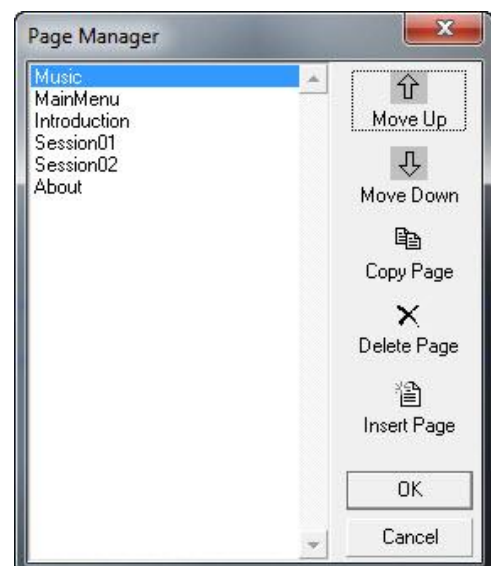 Page Manager
Music
MainMenu
Introduction
Session01
Session02
About
Move Up
Move Down
Copy Page
Delete Page
Insert Page
OK
Cancel